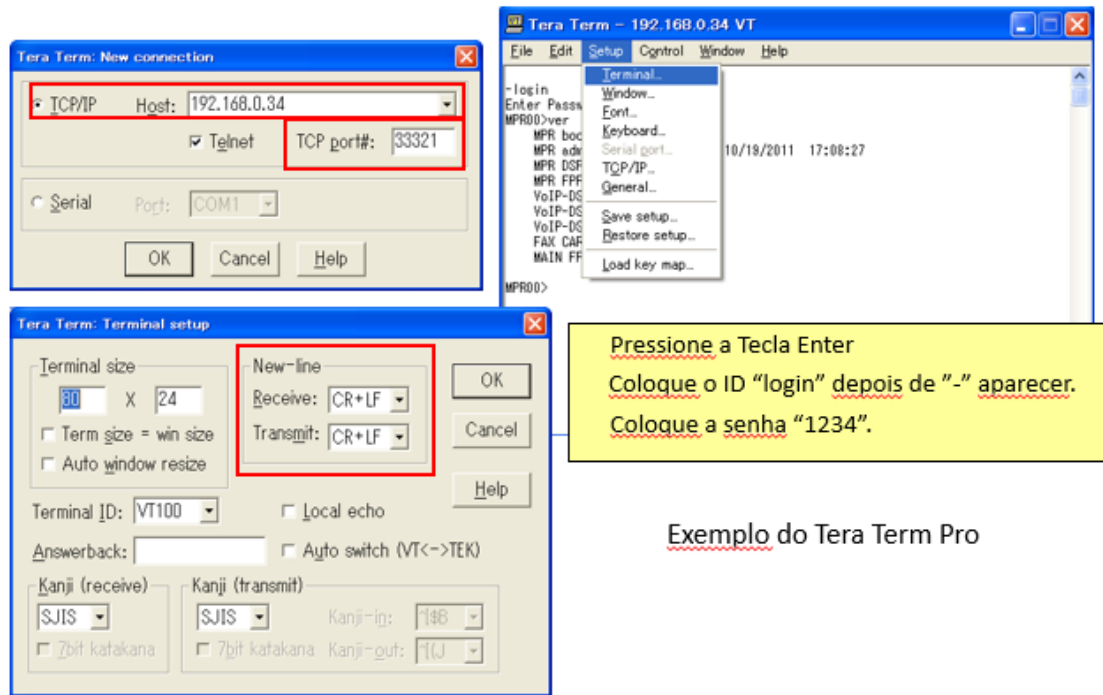 Tera Term: New connection
TCP/IP Host: 192.168.0.34
Telnet TCP port#: 33321
Serial Port: COM1
OK Cancel Help
Tera Term - 192.168.0.34 VT
File Edit Setup Control Window Help
-login
Enter Passw
MPR00>ver
MPR boo
MPR adm 10/19/2011 17:08:27
MPR DSP
MPR FPF
VoIP-DS
VoIP-DS
VoIP-DS
FAX CAR
MAIN FP
MPR00>
Terminal...
Window...
Font...
Keyboard...
Serial port...
TCP/IP...
General...
Save setup...
Restore setup...
Load key map...
Tera Term: Terminal setup
Terminal size
80 X 24
Term size = win size
Auto window resize
New-line
Receive: CR+LF
Transmit: CR+LF
OK
Cancel
Help
Terminal ID: VT100
Local echo
Answerback:
Auto switch (VT<->TEK)
Kanji (receive)
SJIS
7bit katakana
Kanji (transmit)
SJIS
Kanji-in: ^[$B
7bit katakana Kanji-out: ^[(J
Pressione a Tecla Enter
Coloque o ID “login” depois de ”-” aparecer.
Coloque a senha “1234”.
Exemplo do Tera Term Pro